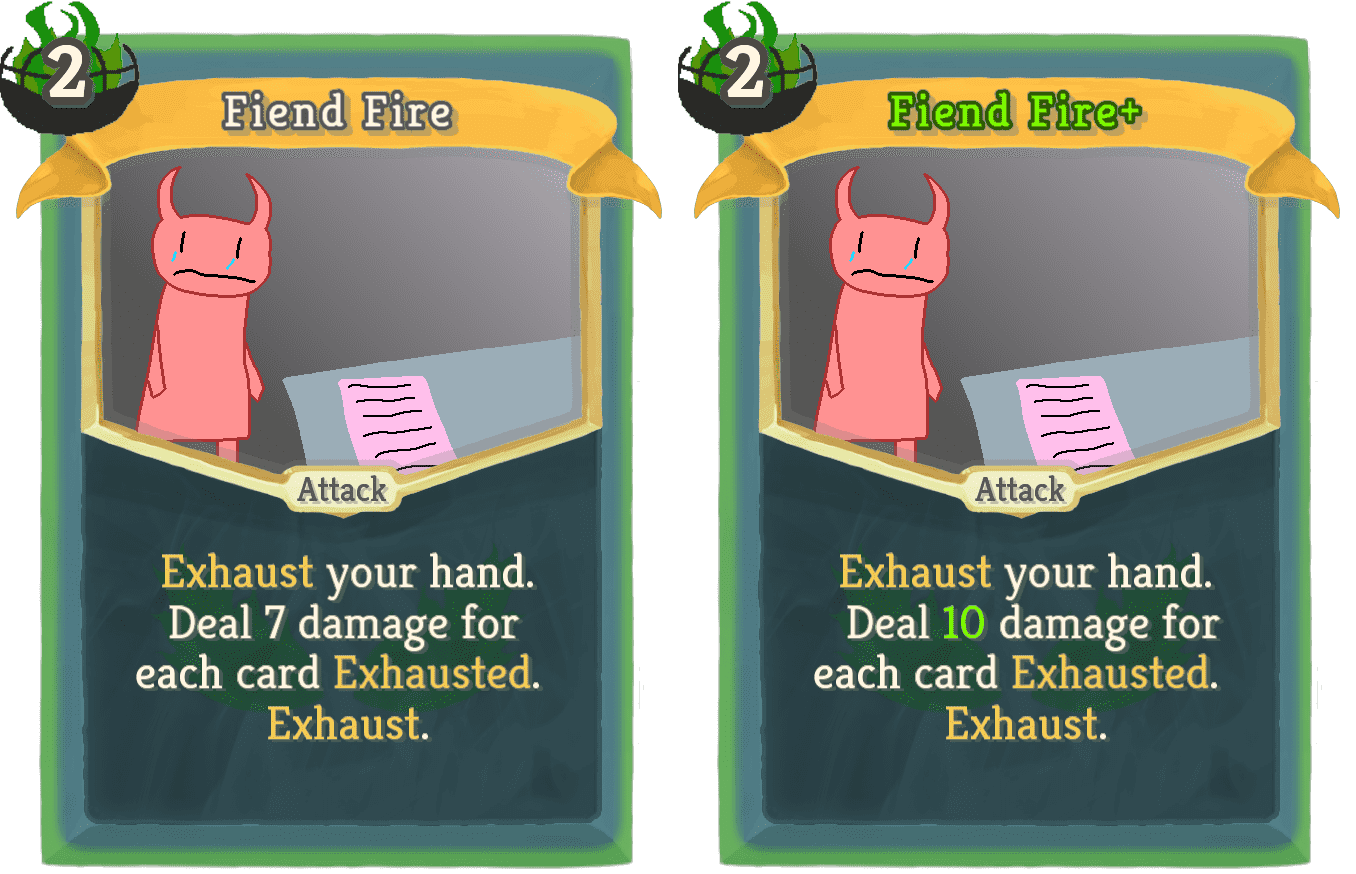 2
Fiend Fire
Attack
Exhaust your hand.
Deal 7 damage for
each card Exhausted.
Exhaust.
2
Fiend Fire+
Attack
Exhaust your hand.
Deal 10 damage for
each card Exhausted.
Exhaust.